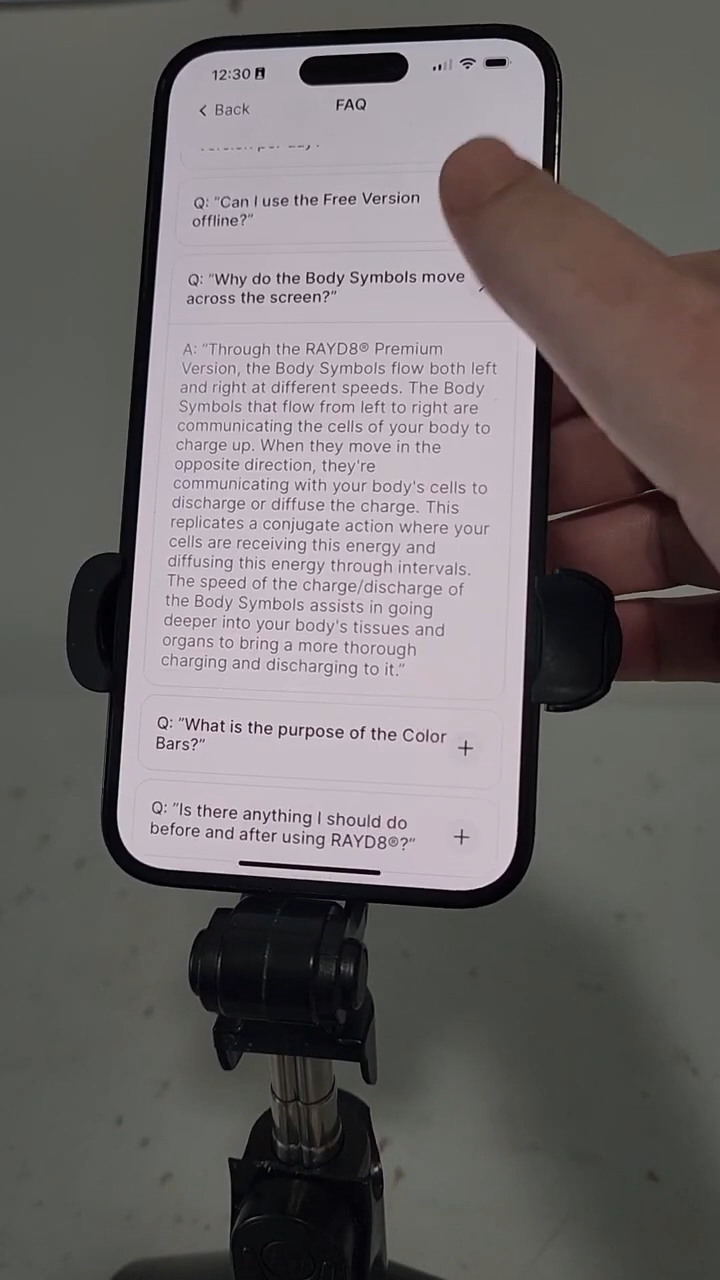 12:30
Back
FAQ
Q: "Can I use the Free Version
offline?"
Q: "Why do the Body Symbols move
across the screen?"
A: "Through the RAYD8® Premium
Version, the Body Symbols flow both left
and right at different speeds. The Body
Symbols that flow from left to right are
communicating the cells of your body to
charge up. When they move in the
opposite direction, they're
communicating with your body's cells to
discharge or diffuse the charge. This
replicates a conjugate action where your
cells are receiving this energy and
diffusing this energy through intervals.
The speed of the charge/discharge of
the Body Symbols assists in going
deeper into your body's tissues and
organs to bring a more thorough
charging and discharging to it."
Q: "What is the purpose of the Color
Bars?"
Q: "Is there anything I should do
before and after using RAYD8®?"